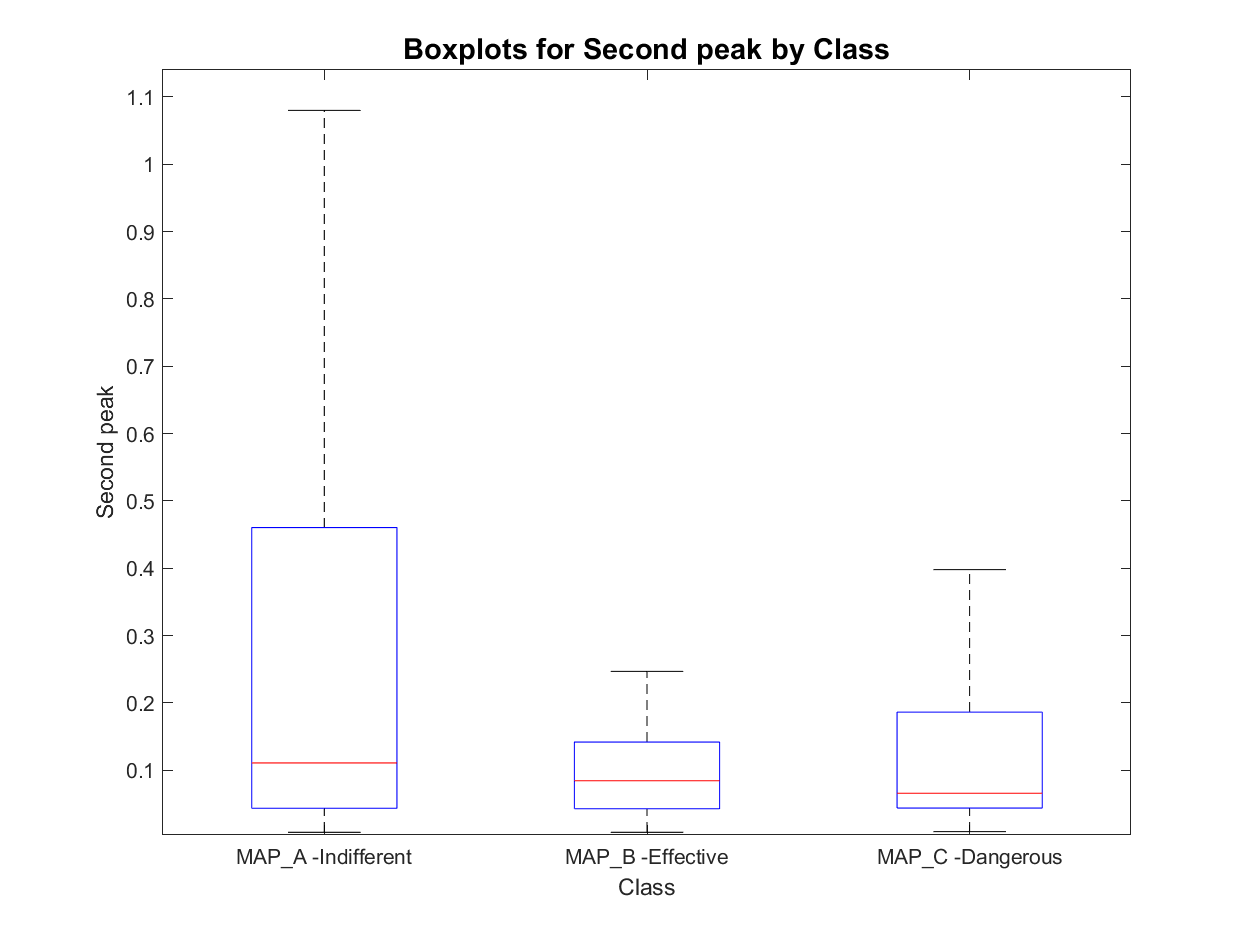 Boxplots for Second peak by Class
1.1
1
0.9
0.8
0.7
0.6
0.5
0.4
0.3
0.2
0.1
Second peak
MAP_A -Indifferent
MAP_B -Effective
MAP_C -Dangerous
Class